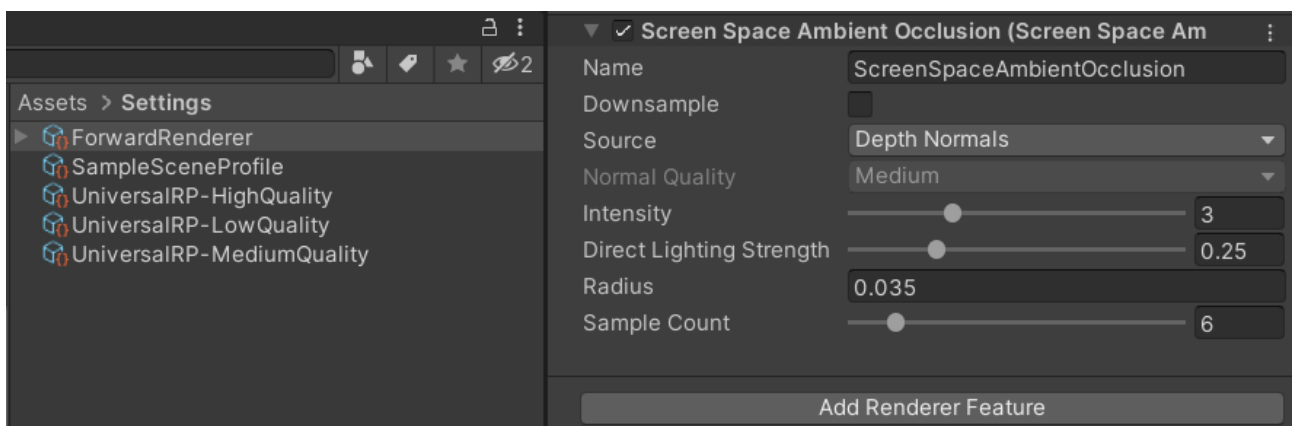 2
Assets > Settings
ForwardRenderer
SampleSceneProfile
UniversalRP-HighQuality
UniversalRP-LowQuality
UniversalRP-MediumQuality
Screen Space Ambient Occlusion (Screen Space Am
Name ScreenSpaceAmbientOcclusion
Downsample
Source Depth Normals
Normal Quality Medium
Intensity 3
Direct Lighting Strength 0.25
Radius 0.035
Sample Count 6
Add Renderer Feature